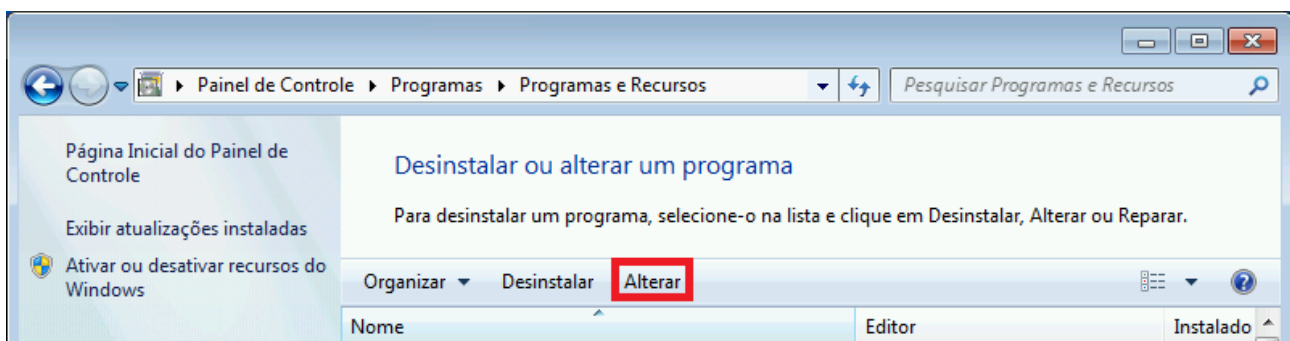 Painel de Controle ▸ Programas ▸ Programas e Recursos
Pesquisar Programas e Recursos
Página Inicial do Painel de
Controle
Exibir atualizações instaladas
Ativar ou desativar recursos do
Windows
Desinstalar ou alterar um programa
Para desinstalar um programa, selecione-o na lista e clique em Desinstalar, Alterar ou Reparar.
Organizar Desinstalar Alterar
Nome Editor Instalado